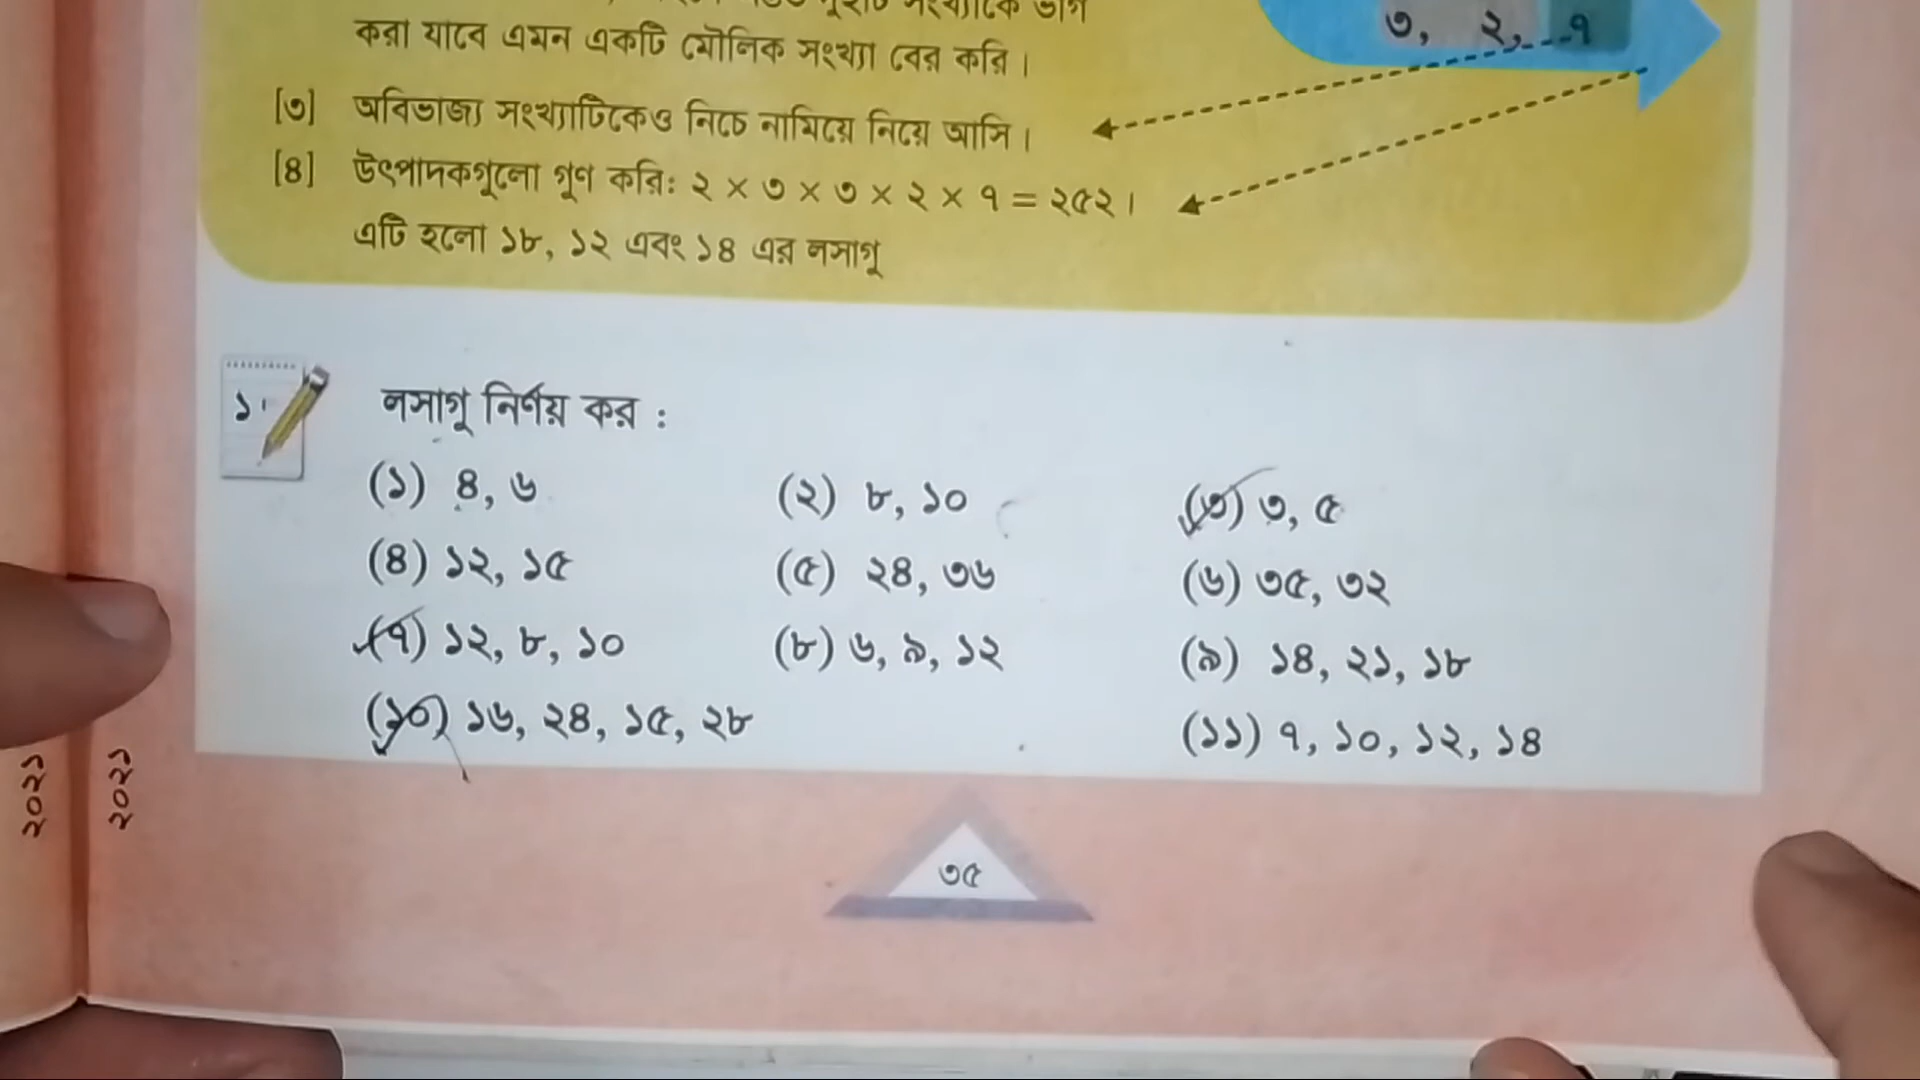 সংখ্যাকে ভাগ
করা যাবে এমন একটি মৌলিক সংখ্যা বের করি।
৩, ২, ৭
[৩] অবিভাজ্য সংখ্যাটিকেও নিচে নামিয়ে নিয়ে আসি।
[৪] উৎপাদকগুলো গুণ করি: ২ × ৩ × ৩ × ২ × ৭ = ২৫২।
এটি হলো ১৮, ১২ এবং ১৪ এর লসাগু
১। লসাগু নির্ণয় কর :
(১) ৪, ৬ (২) ৮, ১০ (৩) ৩, ৫
(৪) ১২, ১৫ (৫) ২৪, ৩৬ (৬) ৩৫, ৩২
(৭) ১২, ৮, ১০ (৮) ৬, ৯, ১২ (৯) ১৪, ২১, ১৮
(১০) ১৬, ২৪, ১৫, ২৮ (১১) ৭, ১০, ১২, ১৪
৩৫
২০২১
২০২১